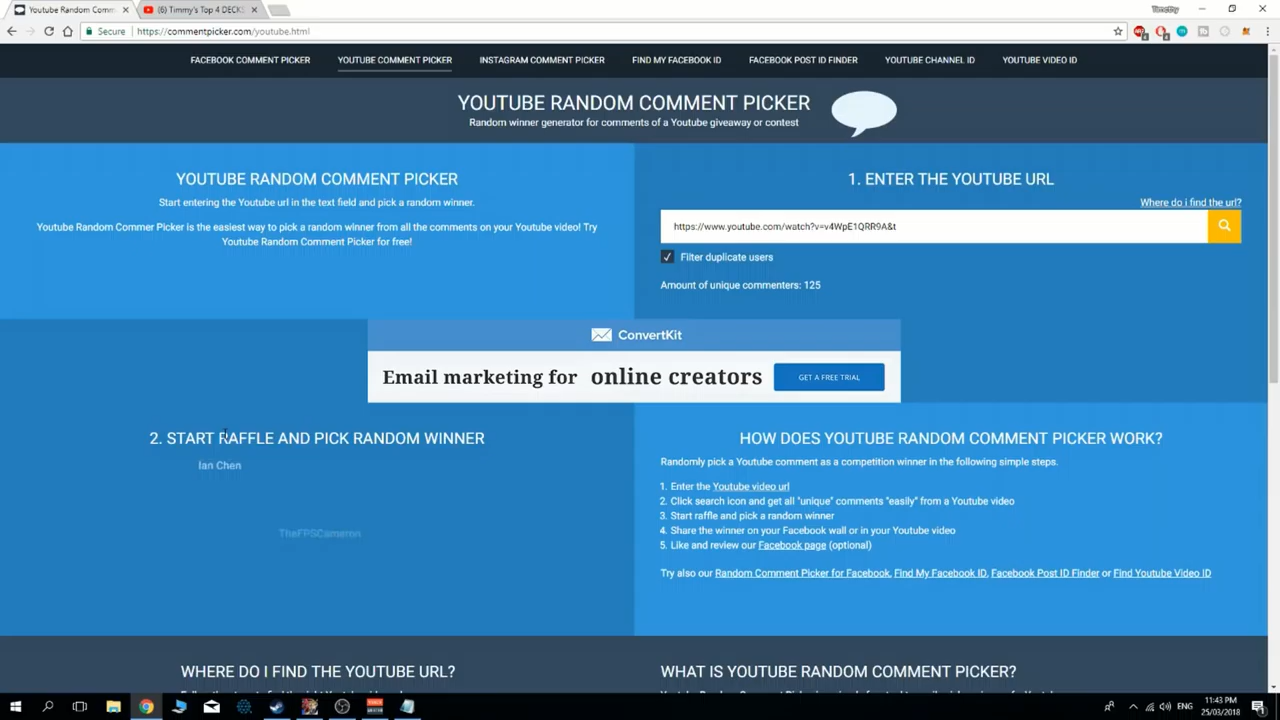 Youtube Random Comm
(6) Timmy's Top 4 DECKS
Timothy
Secure
https://commentpicker.com/youtube.html
FACEBOOK COMMENT PICKER
YOUTUBE COMMENT PICKER
INSTAGRAM COMMENT PICKER
FIND MY FACEBOOK ID
FACEBOOK POST ID FINDER
YOUTUBE CHANNEL ID
YOUTUBE VIDEO ID
YOUTUBE RANDOM COMMENT PICKER
Random winner generator for comments of a Youtube giveaway or contest
YOUTUBE RANDOM COMMENT PICKER
Start entering the Youtube url in the text field and pick a random winner.
Youtube Random Commer Picker is the easiest way to pick a random winner from all the comments on your Youtube video! Try
Youtube Random Comment Picker for free!
1. ENTER THE YOUTUBE URL
Where do i find the url?
https://www.youtube.com/watch?v=v4WpE1QRR9A&t
Filter duplicate users
Amount of unique commenters: 125
ConvertKit
Email marketing for online creators
GET A FREE TRIAL
2. START RAFFLE AND PICK RANDOM WINNER
Ian Chen
TheFPSCameron
HOW DOES YOUTUBE RANDOM COMMENT PICKER WORK?
Randomly pick a Youtube comment as a competition winner in the following simple steps.
1. Enter the Youtube video url
2. Click search icon and get all "unique" comments "easily" from a Youtube video
3. Start raffle and pick a random winner
4. Share the winner on your Facebook wall or in your Youtube video
5. Like and review our Facebook page (optional)
Try also our Random Comment Picker for Facebook, Find My Facebook ID, Facebook Post ID Finder or Find Youtube Video ID
WHERE DO I FIND THE YOUTUBE URL?
WHAT IS YOUTUBE RANDOM COMMENT PICKER?
ENG
11:43 PM
25/03/2018